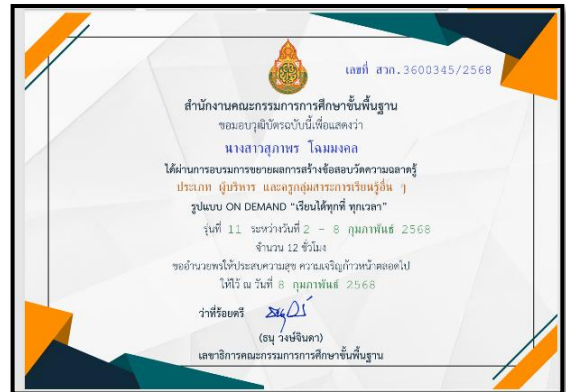 เลขที่ สวก.3600345/2568
สำนักงานคณะกรรมการการศึกษาขั้นพื้นฐาน
ขอมอบวุฒิบัตรฉบับนี้เพื่อแสดงว่า
นางสาวสุภาพร โฉมมงคล
ได้ผ่านการอบรมการขยายผลการสร้างข้อสอบวัดความฉลาดรู้
ประเภท ผู้บริหาร และครูกลุ่มสาระการเรียนรู้อื่น ๆ
รูปแบบ ON DEMAND "เรียนได้ทุกที่ ทุกเวลา"
รุ่นที่ 11 ระหว่างวันที่ 2 - 8 กุมภาพันธ์ 2568
จำนวน 12 ชั่วโมง
ขออำนวยพรให้ประสบความสุข ความเจริญก้าวหน้าตลอดไป
ให้ไว้ ณ วันที่ 8 กุมภาพันธ์ 2568
ว่าที่ร้อยตรี
(ธนุ วงษ์จินดา)
เลขาธิการคณะกรรมการการศึกษาขั้นพื้นฐาน